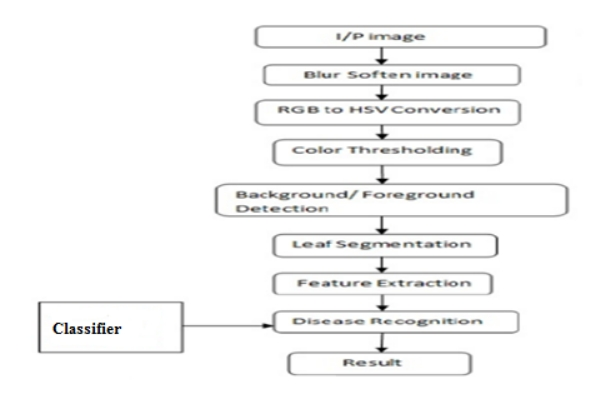 I/P image
Blur Soften image
RGB to HSV Conversion
Color Thresholding
Background/ Foreground
Detection
Leaf Segmentation
Feature Extraction
Classifier
Disease Recognition
Result